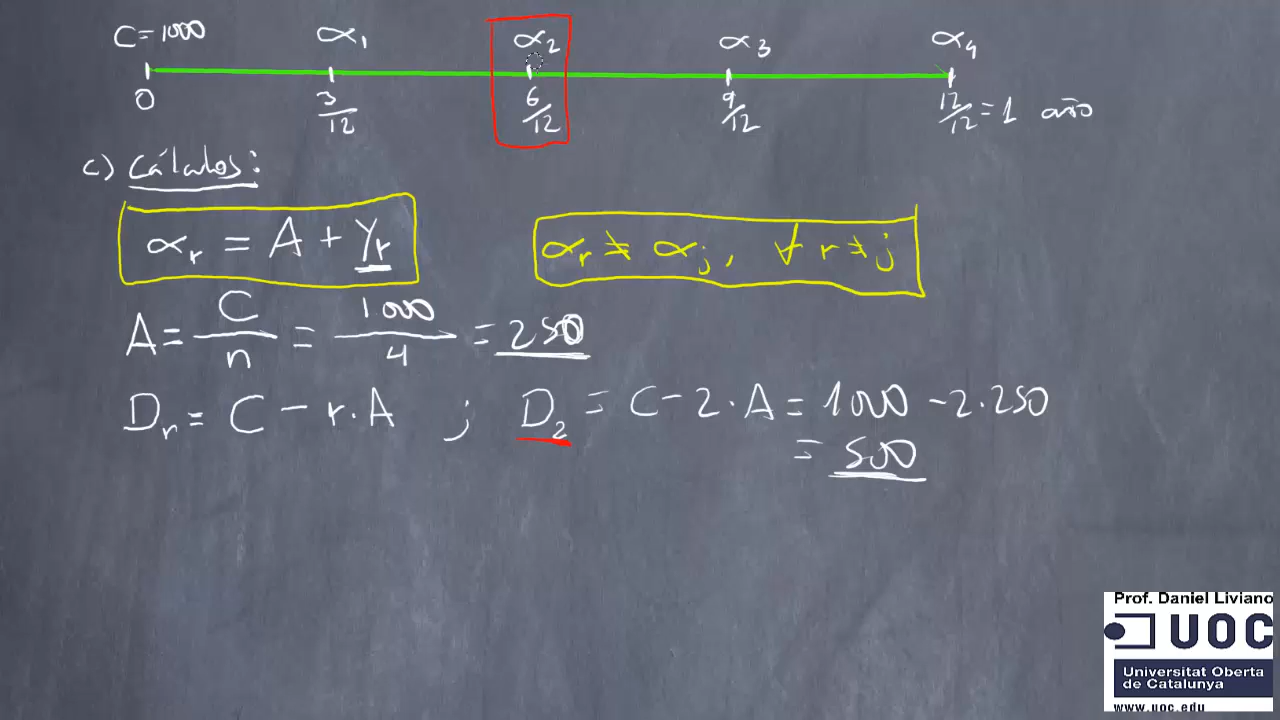 C = 1000 α₁ α₂ α₃ α₄
0 3/12 6/12 9/12 12/12 = 1 año
c) Cálculos:
αᵣ = A + Yᵣ αᵣ ≠ αⱼ, ∀ r ≠ j
A = C/n = 1000/4 = 250
Dᵣ = C - r·A ; D₂ = C - 2·A = 1000 - 2·250
= 500
Prof. Daniel Liviano
UOC
Universitat Oberta
de Catalunya
www.uoc.edu